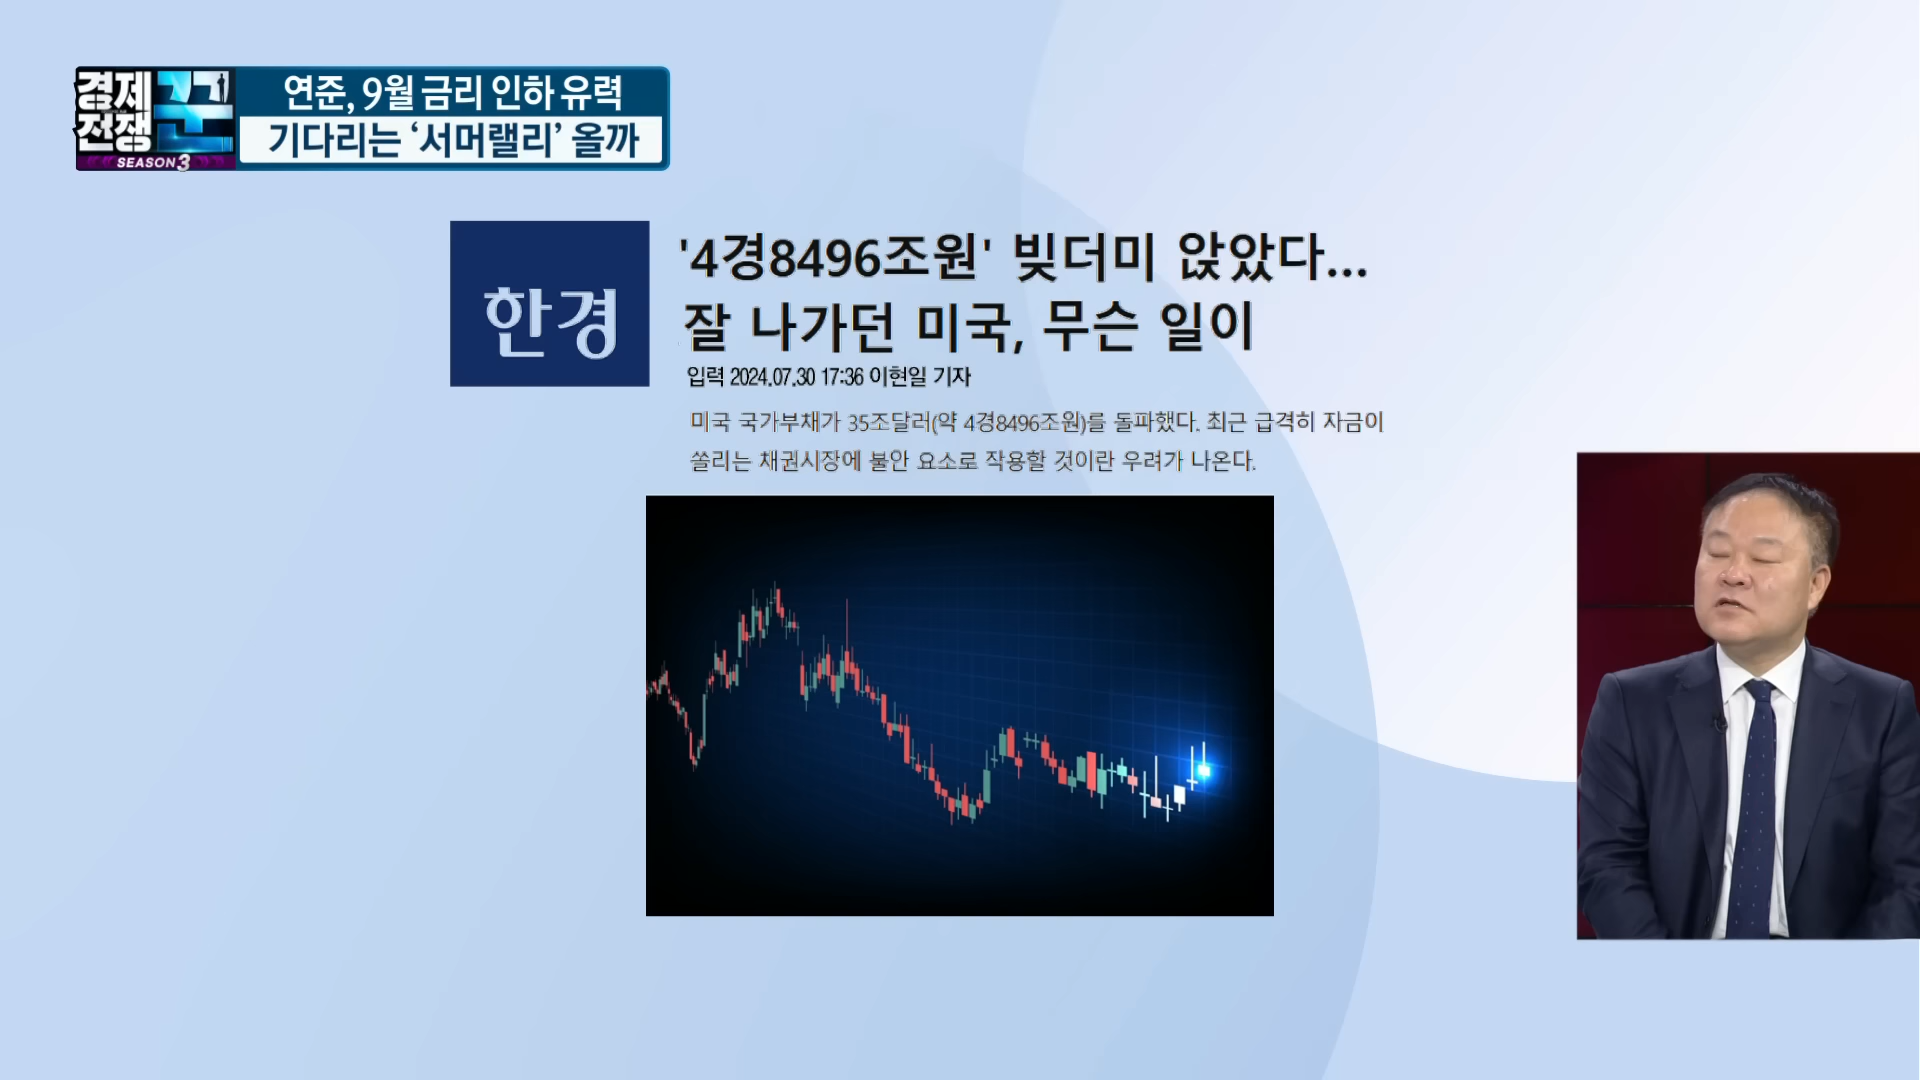 경제
전쟁 꾼
SEASON3
연준, 9월 금리 인하 유력
기다리는 ‘서머랠리’ 올까
한경
'4경8496조원' 빚더미 앉았다...
잘 나가던 미국, 무슨 일이
입력 2024.07.30 17:36 이현일 기자
미국 국가부채가 35조달러(약 4경8496조원)를 돌파했다. 최근 급격히 자금이
쏠리는 채권시장에 불안 요소로 작용할 것이란 우려가 나온다.